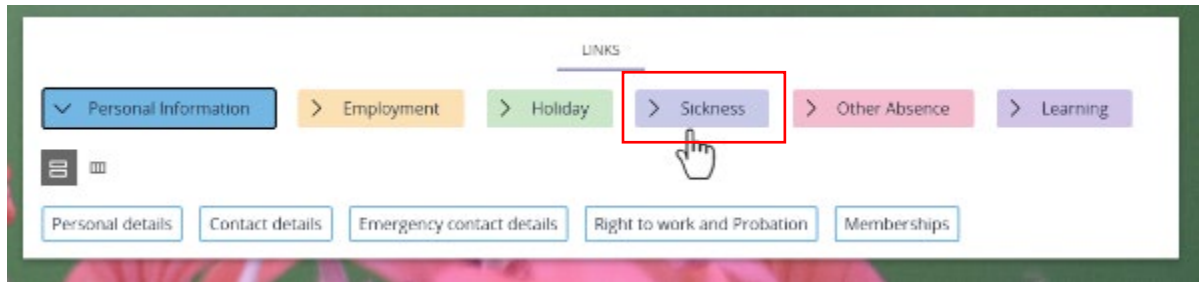 LINKS
Personal Information Employment Holiday Sickness Other Absence Learning
Personal details Contact details Emergency contact details Right to work and Probation Memberships